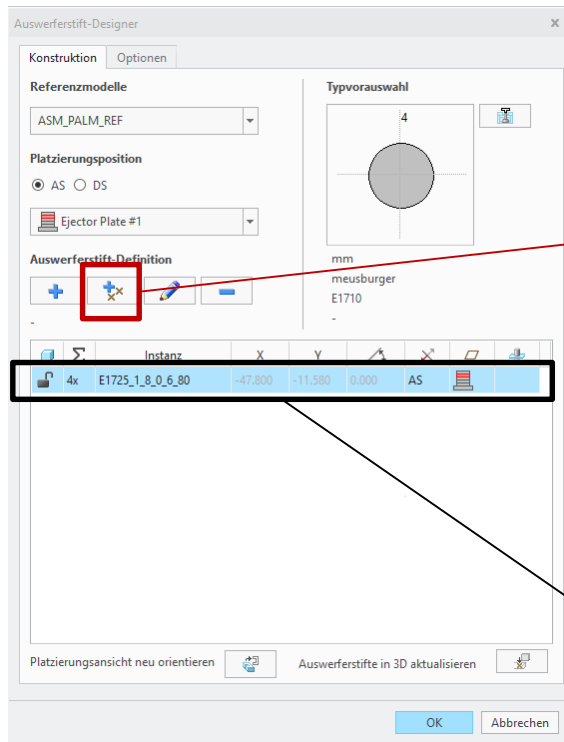 Auswerferstift-Designer x
Konstruktion Optionen
Referenzmodelle
ASM_PALM_REF
Platzierungsposition
AS DS
Ejector Plate #1
Auswerferstift-Definition
-
Typvorauswahl
4
mm
meusburger
E1710
-
Σ Instanz X Y
4x E1725_1_8_0_6_80 -47.800 -11.580 0.000 AS
Platzierungsansicht neu orientieren Auswerferstifte in 3D aktualisieren
OK Abbrechen